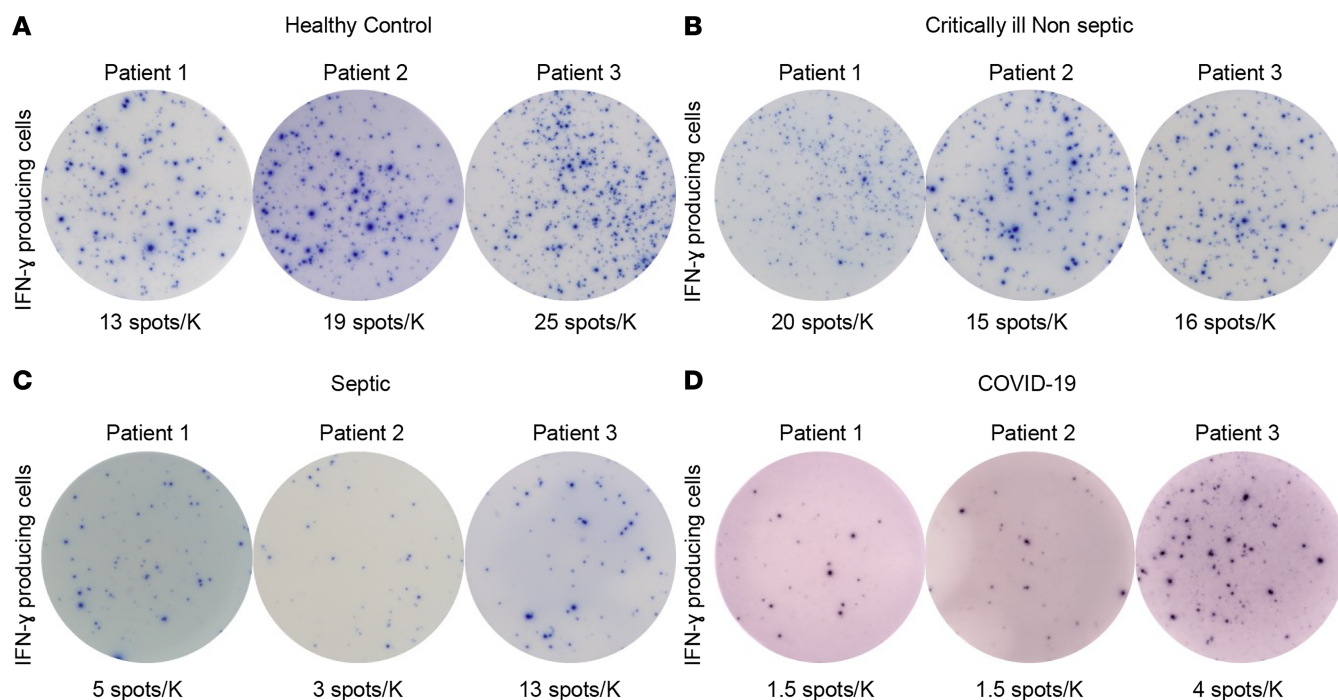 A
Healthy Control
Patient 1
Patient 2
Patient 3
IFN-γ producing cells
13 spots/K
19 spots/K
25 spots/K
B
Critically ill Non septic
Patient 1
Patient 2
Patient 3
IFN-γ producing cells
20 spots/K
15 spots/K
16 spots/K
C
Septic
Patient 1
Patient 2
Patient 3
IFN-γ producing cells
5 spots/K
3 spots/K
13 spots/K
D
COVID-19
Patient 1
Patient 2
Patient 3
IFN-γ producing cells
1.5 spots/K
1.5 spots/K
4 spots/K